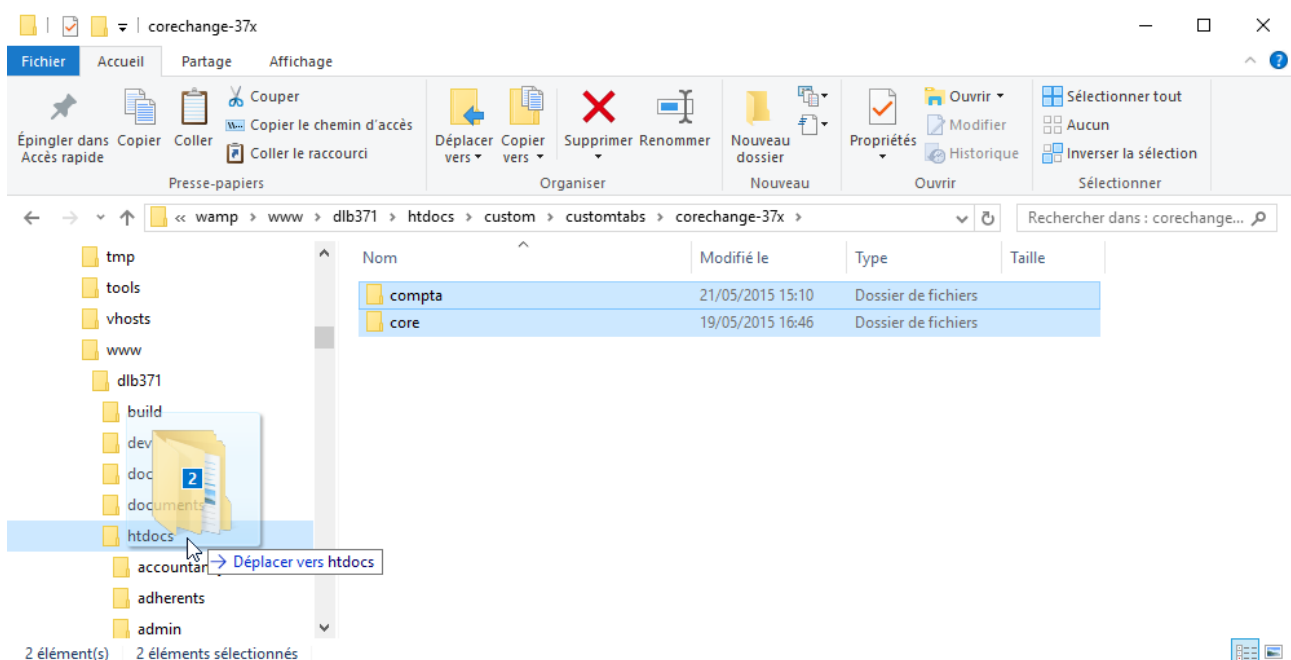 corechange-37x
Fichier Accueil Partage Affichage
Épingler dans Accès rapide
Copier
Coller
Couper
Copier le chemin d'accès
Coller le raccourci
Déplacer vers
Copier vers
Supprimer
Renommer
Nouveau dossier
Propriétés
Ouvrir
Modifier
Historique
Sélectionner tout
Aucun
Inverser la sélection
Presse-papiers Organiser Nouveau Ouvrir Sélectionner
« wamp > www > dlb371 > htdocs > custom > customtabs > corechange-37x >
Rechercher dans : corechange...
tmp
tools
vhosts
www
dlb371
build
dev
doc
documents
htdocs
adherents
admin
Nom Modifié le Type Taille
compta 21/05/2015 15:10 Dossier de fichiers
core 19/05/2015 16:46 Dossier de fichiers
2
→ Déplacer vers htdocs
2 élément(s) 2 éléments sélectionnés